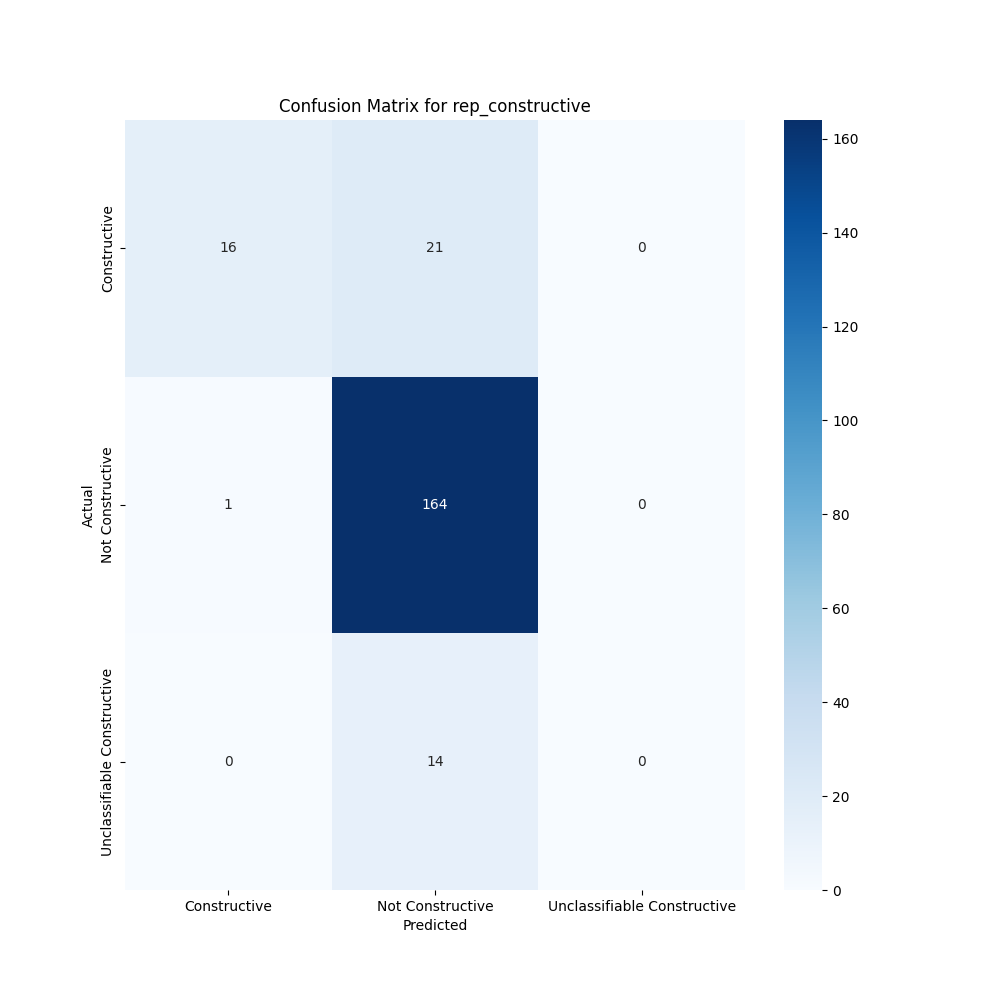 Confusion Matrix for rep_constructive
Actual
Constructive
Not Constructive
Unclassifiable Constructive
16 21 0
1 164 0
0 14 0
Constructive Not Constructive Unclassifiable Constructive
Predicted
160
140
120
100
80
60
40
20
0